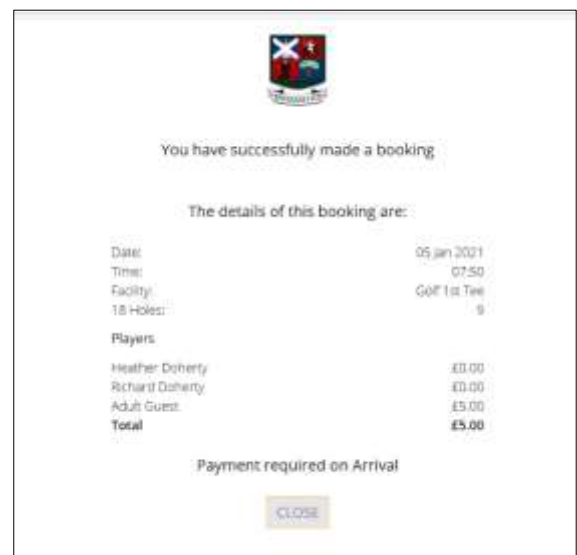 You have successfully made a booking
The details of this booking are:
Date: 05 Jan 2021
Time: 07:50
Facility: Golf 1st Tee
18 Holes: 9
Players
Heather Doherty £0.00
Richard Doherty £0.00
Adult Guest £5.00
Total £5.00
Payment required on Arrival
CLOSE